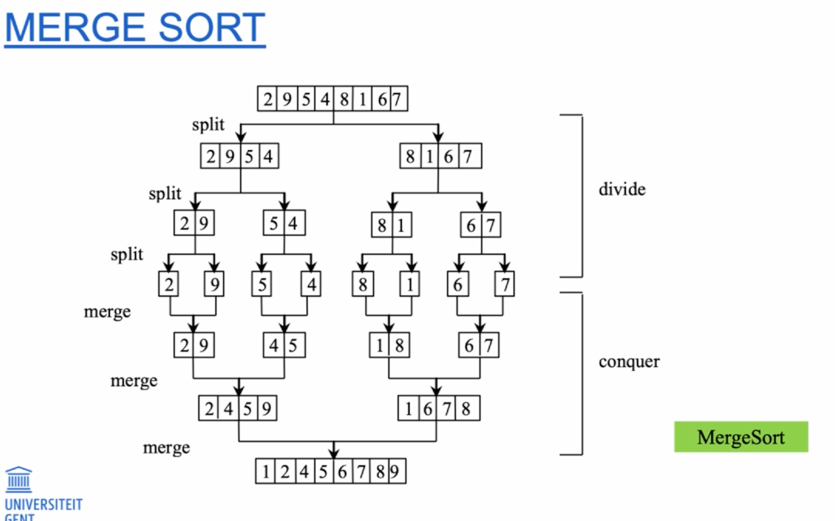 MERGE SORT
2 9 5 4 8 1 6 7
split
2 9 5 4 8 1 6 7
divide
split
2 9 5 4 8 1 6 7
split
2 9 5 4 8 1 6 7
merge
2 9 4 5 1 8 6 7
conquer
merge
2 4 5 9 1 6 7 8
MergeSort
merge
1 2 4 5 6 7 8 9
UNIVERSITEIT
GENT